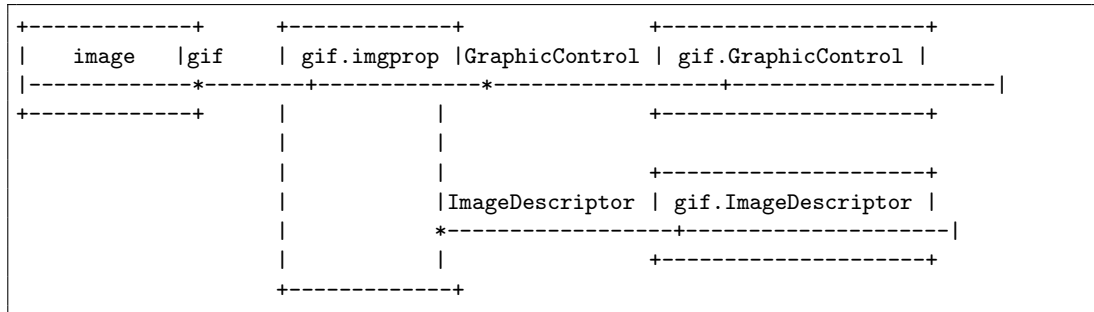 +-------------+      +-------------+                +---------------------+
|    image   |gif    | gif.imgprop |GraphicControl | gif.GraphicControl |
|-------------*--------+-------------*------------------+---------------------|
+-------------+      |            |                +---------------------+
|            |
|            |                +---------------------+
|            |ImageDescriptor | gif.ImageDescriptor |
|            *------------------+---------------------|
|            |                +---------------------+
+-------------+